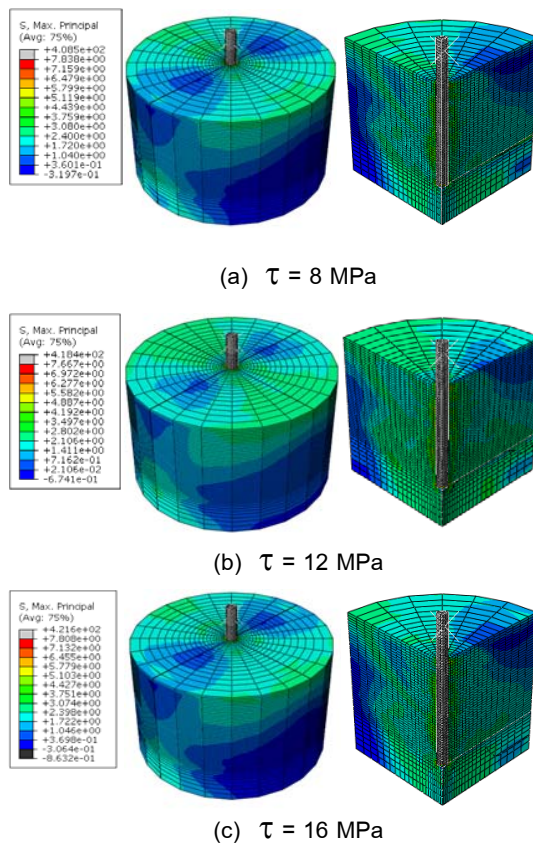 S, Max. Principal
(Avg: 75%)
+4.085e+02
+7.838e+00
+7.159e+00
+6.479e+00
+5.799e+00
+5.119e+00
+4.439e+00
+3.759e+00
+3.080e+00
+2.400e+00
+1.720e+00
+1.040e+00
+3.601e-01
-3.197e-01
(a) τ = 8 MPa
S, Max. Principal
(Avg: 75%)
+4.184e+02
+7.667e+00
+6.972e+00
+6.277e+00
+5.582e+00
+4.887e+00
+4.192e+00
+3.497e+00
+2.802e+00
+2.106e+00
+1.411e+00
+7.162e-01
+2.106e-02
-6.741e-01
(b) τ = 12 MPa
S, Max. Principal
(Avg: 75%)
+4.216e+02
+7.808e+00
+7.132e+00
+6.455e+00
+5.779e+00
+5.103e+00
+4.427e+00
+3.751e+00
+3.074e+00
+2.398e+00
+1.722e+00
+1.046e+00
+3.698e-01
-3.064e-01
-8.632e-01
(c) τ = 16 MPa